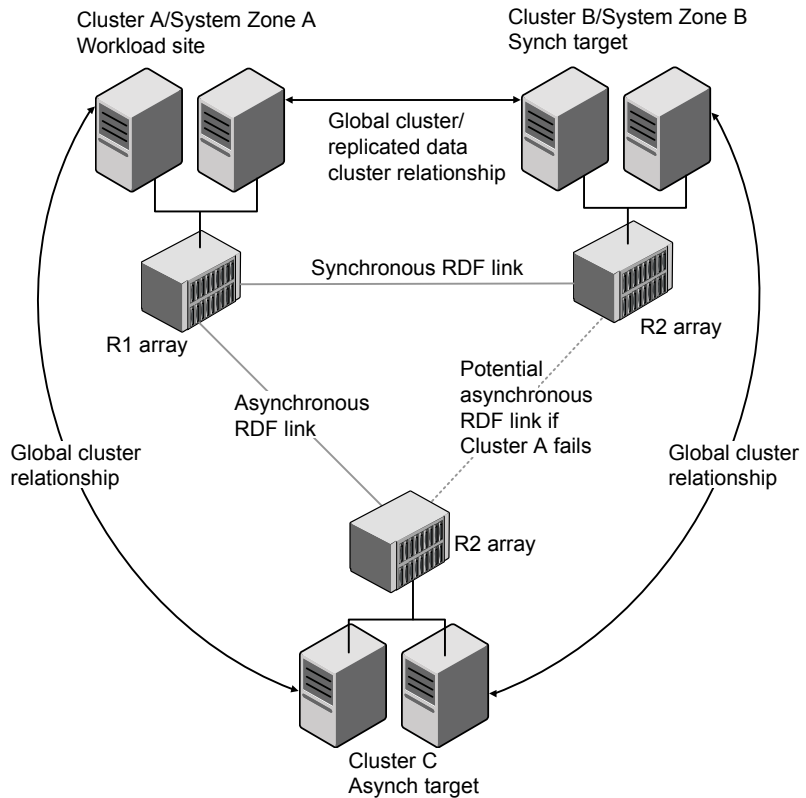 Cluster A/System Zone A
Workload site
Cluster B/System Zone B
Synch target
Global cluster/
replicated data
cluster relationship
Synchronous RDF link
R1 array
R2 array
Asynchronous
RDF link
Potential
asynchronous
RDF link if
Cluster A fails
Global cluster
relationship
Global cluster
relationship
R2 array
Cluster C
Asynch target